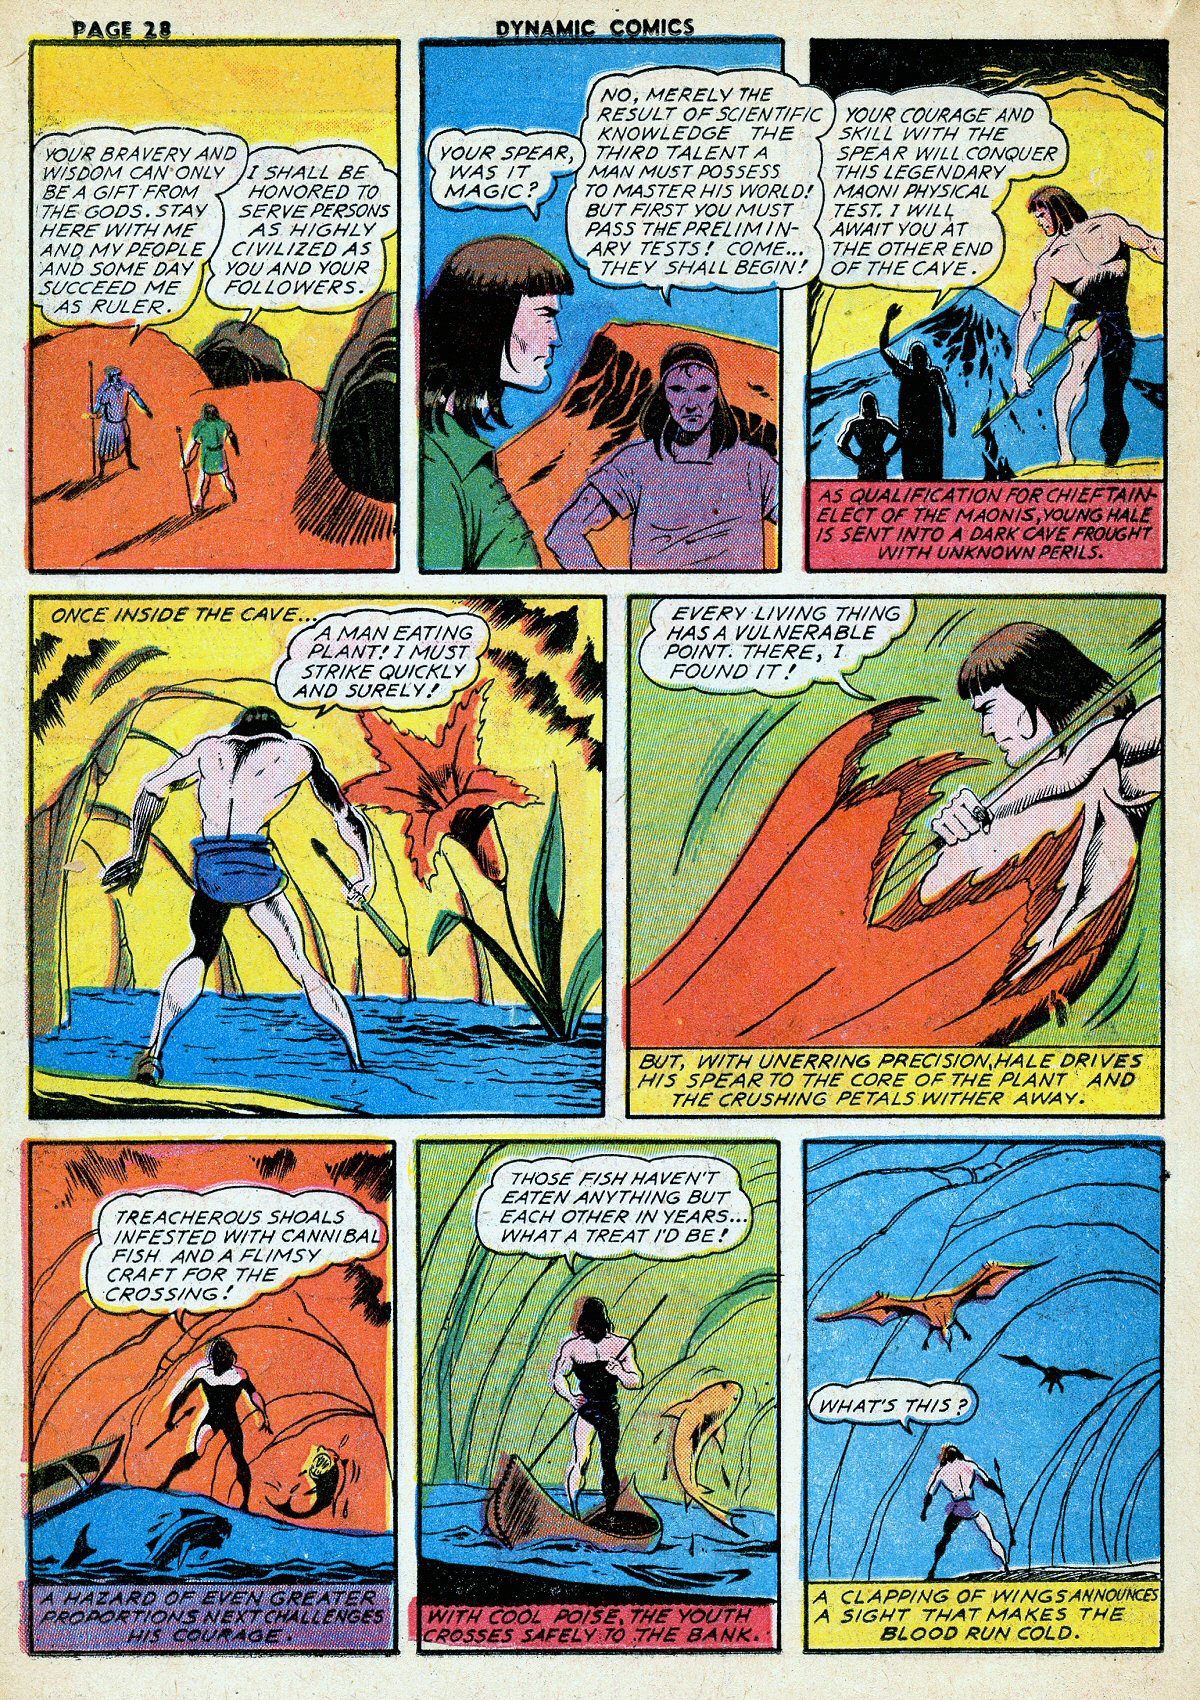 PAGE 28
DYNAMIC COMICS
YOUR BRAVERY AND
WISDOM CAN ONLY
BE A GIFT FROM
THE GODS. STAY
HERE WITH ME
AND MY PEOPLE
AND SOME DAY
SUCCEED ME
AS RULER.
I SHALL BE
HONORED TO
SERVE PERSONS
AS HIGHLY
CIVILIZED AS
YOU AND YOUR
FOLLOWERS.
YOUR SPEAR,
WAS IT
MAGIC?
NO, MERELY THE
RESULT OF SCIENTIFIC
KNOWLEDGE THE
THIRD TALENT A
MAN MUST POSSESS
TO MASTER HIS WORLD!
BUT FIRST YOU MUST
PASS THE PRELIMIN-
ARY TESTS! COME...
THEY SHALL BEGIN!
YOUR COURAGE AND
SKILL WITH THE
SPEAR WILL CONQUER
THIS LEGENDARY
MAONI PHYSICAL
TEST. I WILL
AWAIT YOU AT
THE OTHER END
OF THE CAVE.
AS QUALIFICATION FOR CHIEFTAIN-
ELECT OF THE MAONIS, YOUNG HALE
IS SENT INTO A DARK CAVE FROUGHT
WITH UNKNOWN PERILS.
ONCE INSIDE THE CAVE...
A MAN EATING
PLANT! I MUST
STRIKE QUICKLY
AND SURELY!
EVERY LIVING THING
HAS A VULNERABLE
POINT. THERE, I
FOUND IT!
BUT, WITH UNERRING PRECISION, HALE DRIVES
HIS SPEAR TO THE CORE OF THE PLANT AND
THE CRUSHING PETALS WITHER AWAY.
TREACHEROUS SHOALS
INFESTED WITH CANNIBAL
FISH AND A FLIMSY
CRAFT FOR THE
CROSSING!
A HAZARD OF EVEN GREATER
PROPORTIONS NEXT CHALLENGES
HIS COURAGE.
THOSE FISH HAVEN'T
EATEN ANYTHING BUT
EACH OTHER IN YEARS...
WHAT A TREAT I'D BE!
WITH COOL POISE, THE YOUTH
CROSSES SAFELY TO THE BANK.
WHAT'S THIS?
A CLAPPING OF WINGS ANNOUNCES
A SIGHT THAT MAKES THE
BLOOD RUN COLD.